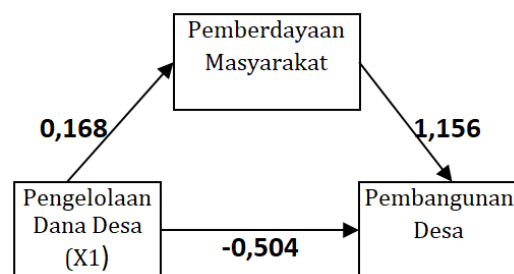 Pemberdayaan
Masyarakat
0,168
1,156
Pengelolaan
Dana Desa
(X1)
-0,504
Pembangunan
Desa